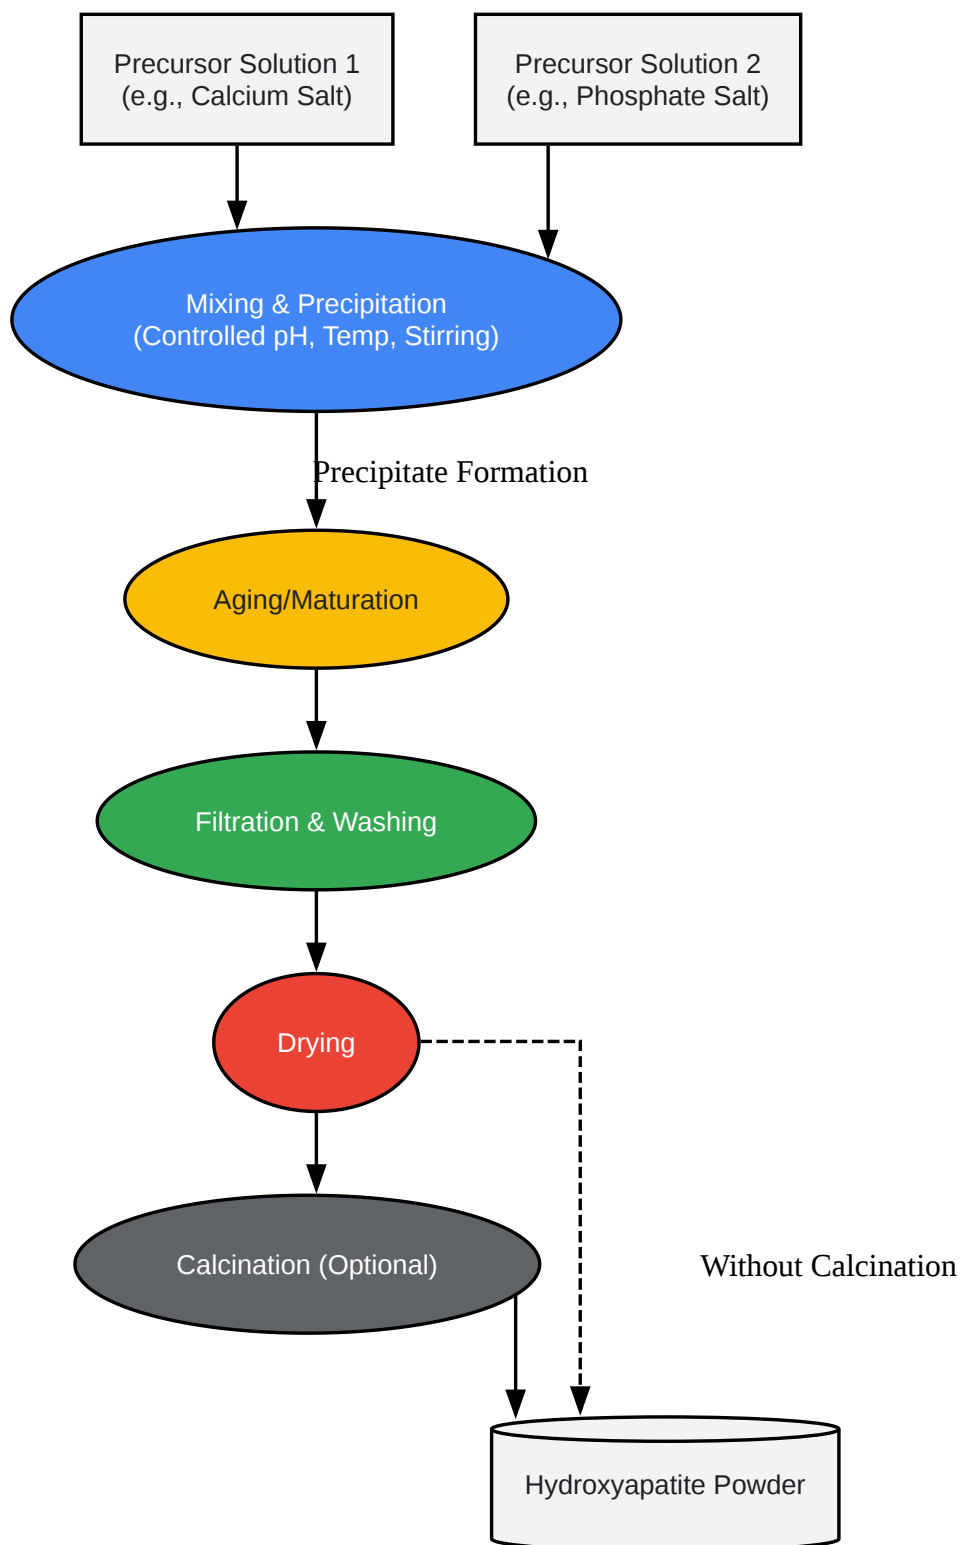 Precursor Solution 1
(e.g., Calcium Salt)
Precursor Solution 2
(e.g., Phosphate Salt)
Mixing & Precipitation
(Controlled pH, Temp, Stirring)
Precipitate Formation
Aging/Maturation
Filtration & Washing
Drying
Calcination (Optional)
Without Calcination
Hydroxyapatite Powder